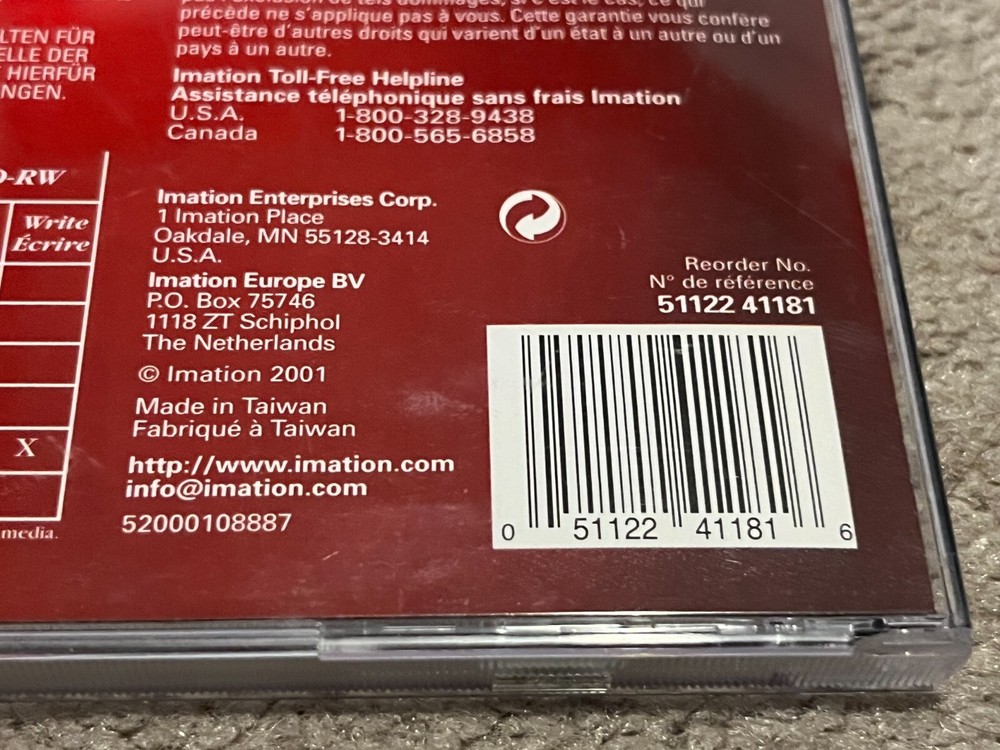 précède ne s'applique pas à vous. Cette garantie vous confère
peut-être d'autres droits qui varient d'un état à un autre ou d'un
pays à un autre.
LTEN FÜR
ELLE DER
HIERFÜR
NGEN.
Imation Toll-Free Helpline
Assistance téléphonique sans frais Imation
U.S.A. 1-800-328-9438
Canada 1-800-565-6858
D-RW
Write
Écrire
X
media.
Imation Enterprises Corp.
1 Imation Place
Oakdale, MN 55128-3414
U.S.A.
Imation Europe BV
P.O. Box 75746
1118 ZT Schiphol
The Netherlands
© Imation 2001
Made in Taiwan
Fabriqué à Taiwan
http://www.imation.com
info@imation.com
52000108887
Reorder No.
N° de référence
51122 41181
0 51122 41181 6